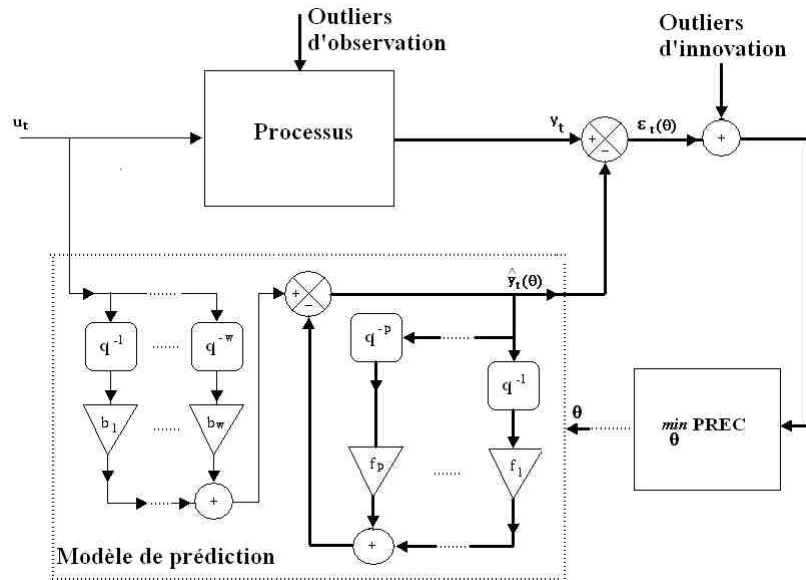 Outliers
d'observation
Outliers
d'innovation
u_t
Processus
y_t
+
−
ε_t(θ)
+
+
−
ŷ_t(θ)
q^-1
q^-w
q^-p
q^-1
b_1
b_w
f_p
f_1
+
+
θ
min PREC
θ
Modèle de prédiction